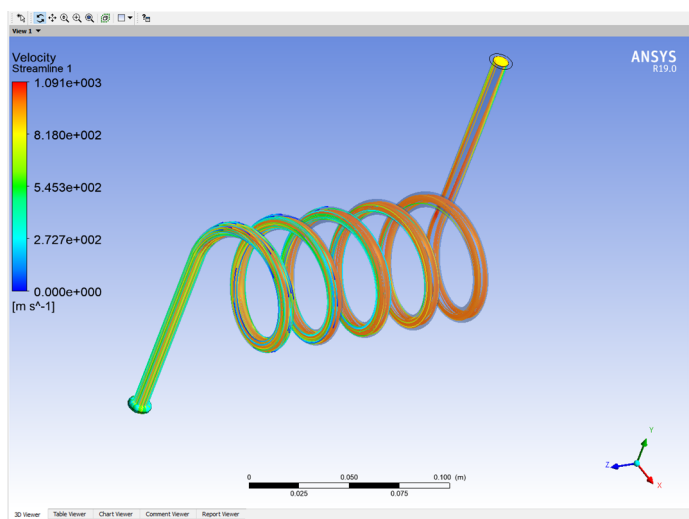 View 1
Velocity
Streamline 1
1.091e+003
8.180e+002
5.453e+002
2.727e+002
0.000e+000
[m s^-1]
ANSYS
R19.0
0 0.050 0.100 (m)
0.025 0.075
Y
Z
X
3D Viewer Table Viewer Chart Viewer Comment Viewer Report Viewer